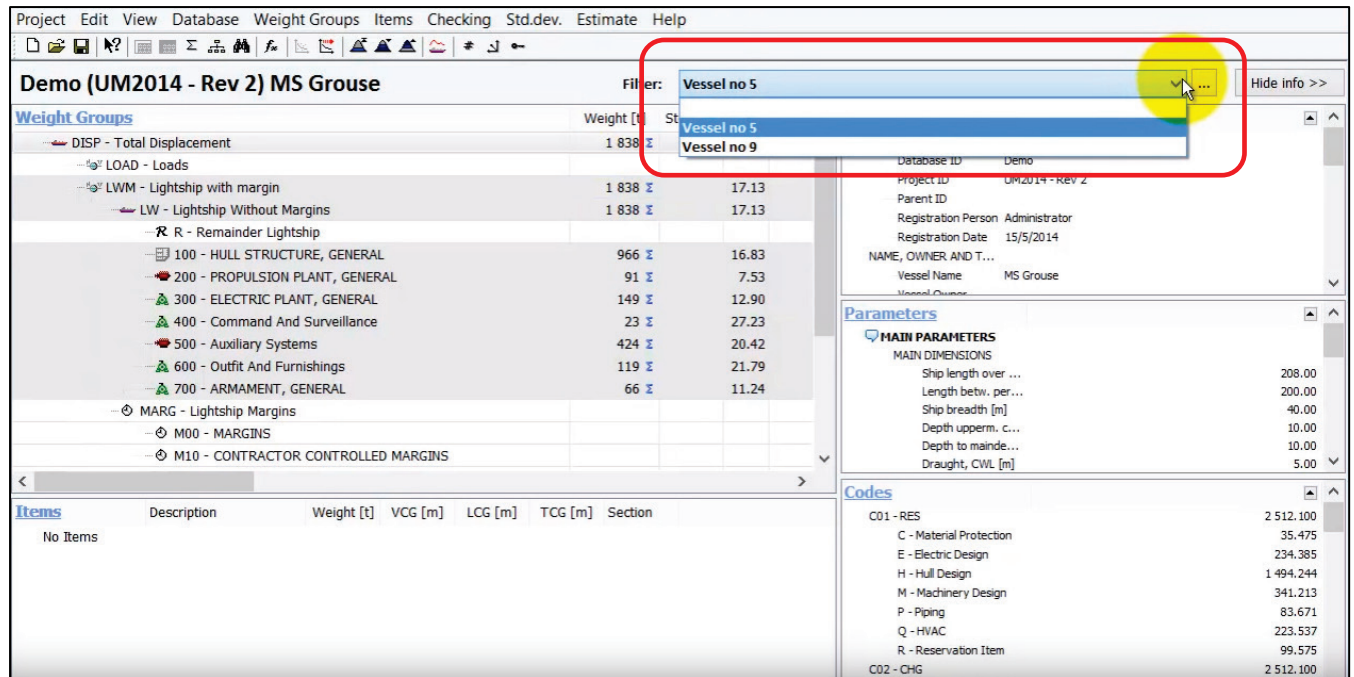 Project Edit View Database Weight Groups Items Checking Std.dev. Estimate Help
Demo (UM2014 - Rev 2) MS Grouse
Filter: Vessel no 5 ... Hide info >>
Vessel no 5
Vessel no 9
Weight Groups Weight [t] St
DISP - Total Displacement 1 838 Σ
LOAD - Loads
LWM - Lightship with margin 1 838 Σ 17.13
LW - Lightship Without Margins 1 838 Σ 17.13
R R - Remainder Lightship
100 - HULL STRUCTURE, GENERAL 966 Σ 16.83
200 - PROPULSION PLANT, GENERAL 91 Σ 7.53
300 - ELECTRIC PLANT, GENERAL 149 Σ 12.90
400 - Command And Surveillance 23 Σ 27.23
500 - Auxiliary Systems 424 Σ 20.42
600 - Outfit And Furnishings 119 Σ 21.79
700 - ARMAMENT, GENERAL 66 Σ 11.24
MARG - Lightship Margins
M00 - MARGINS
M10 - CONTRACTOR CONTROLLED MARGINS
Items Description Weight [t] VCG [m] LCG [m] TCG [m] Section
No Items
Database ID Demo
Project ID UM2014 - Rev 2
Parent ID
Registration Person Administrator
Registration Date 15/5/2014
NAME, OWNER AND T...
Vessel Name MS Grouse
Vessel Owner
Parameters
MAIN PARAMETERS
MAIN DIMENSIONS
Ship length over ... 208.00
Length betw. per... 200.00
Ship breadth [m] 40.00
Depth upperm. c... 10.00
Depth to mainde... 10.00
Draught, CWL [m] 5.00
Codes
C01 - RES 2 512.100
C - Material Protection 35.475
E - Electric Design 234.385
H - Hull Design 1 494.244
M - Machinery Design 341.213
P - Piping 83.671
Q - HVAC 223.537
R - Reservation Item 99.575
C02 - CHG 2 512.100